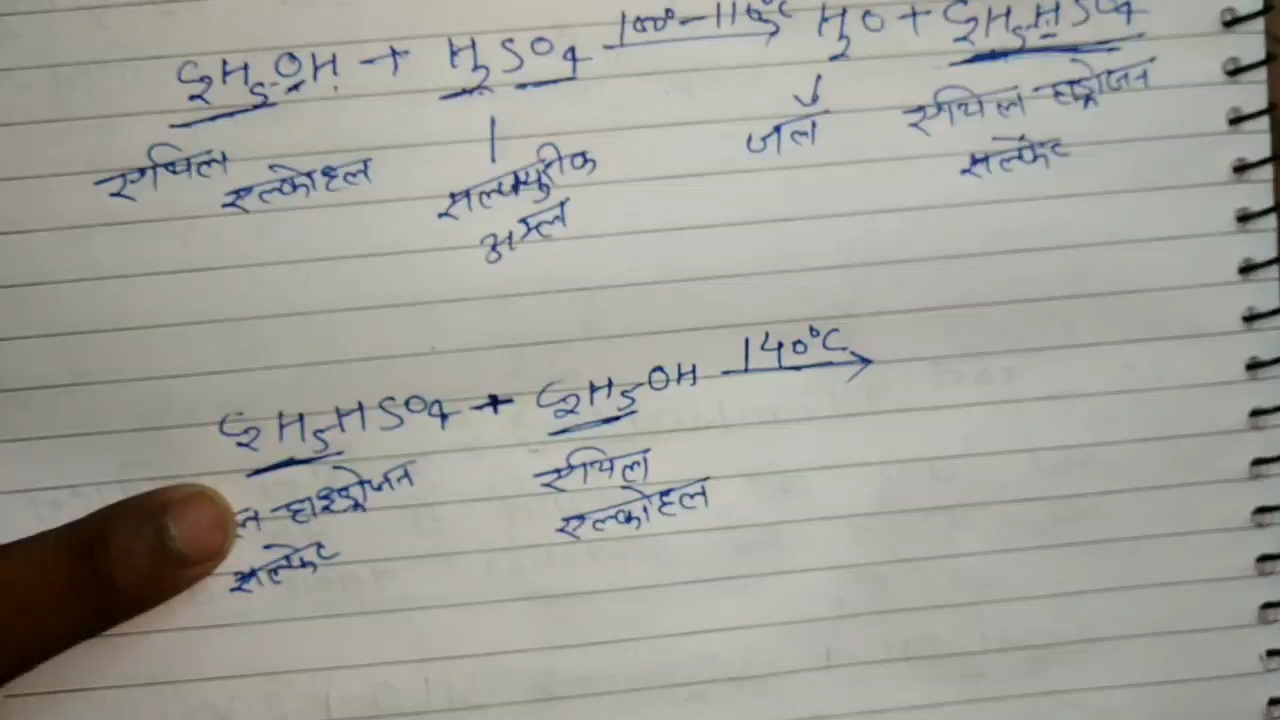 C2H5OH + H2SO4 100°-110°C H2O + C2H5HSO4
एथिल एल्कोहल सल्फ्युरीक अम्ल जल एथिल हाइड्रोजन सल्फेट
C2H5HSO4 + C2H5OH 140°C
हाइड्रोजन एथिल
सल्फेट एल्कोहल